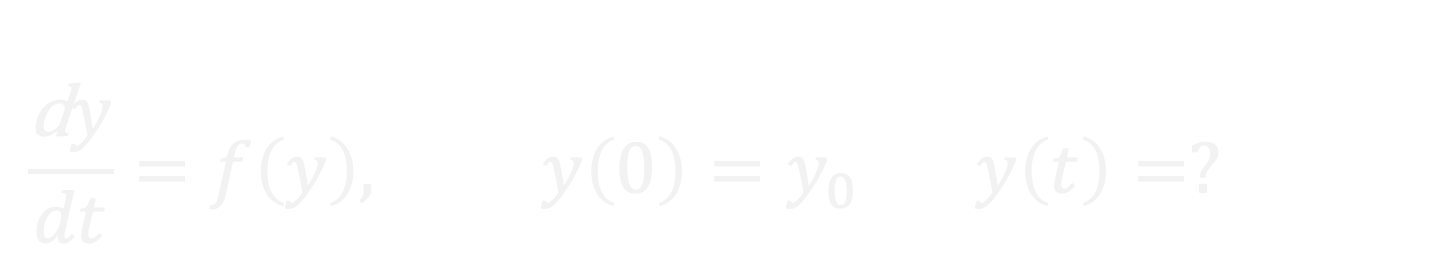 dy/dt = f(y), y(0) = y₀ y(t) =?